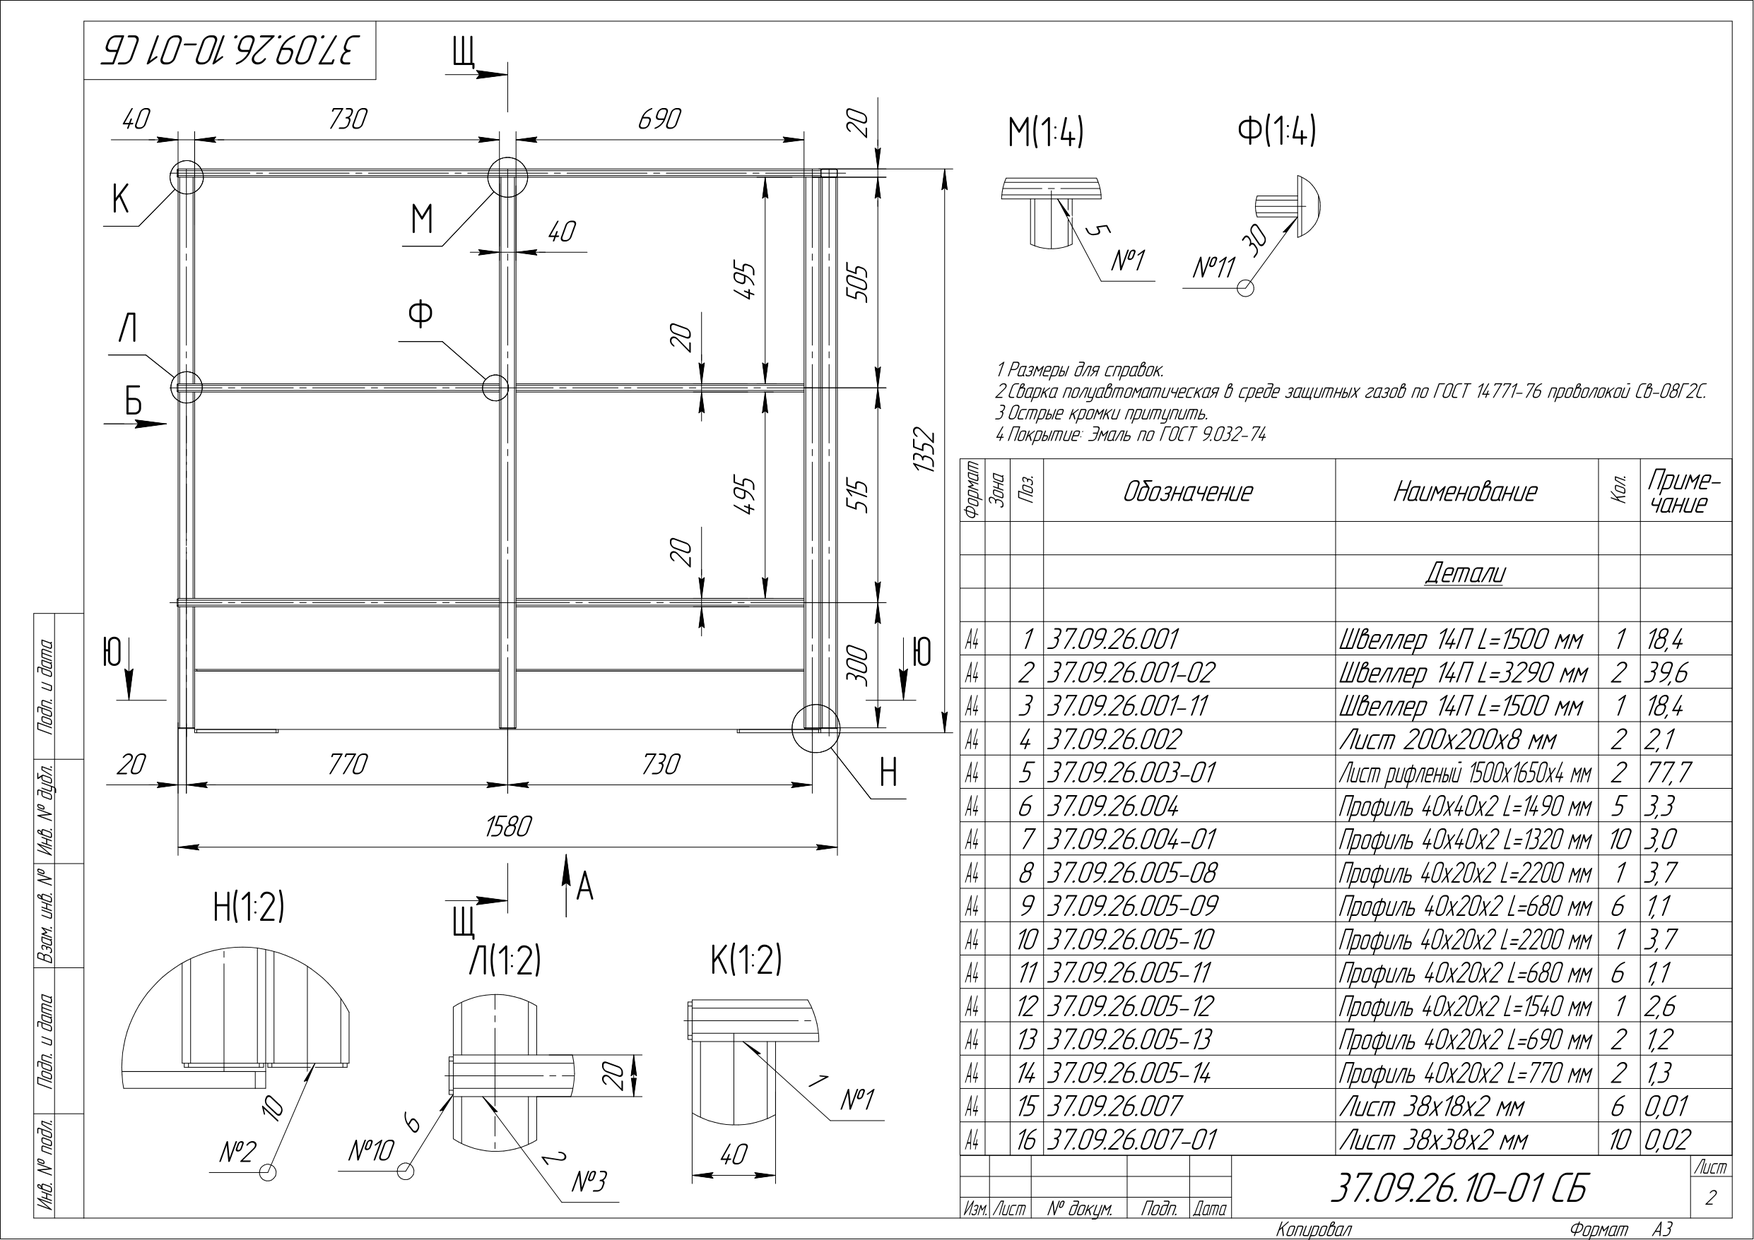 37.09.26.10-01 СБ
Щ
40
730
690
20
К
М
40
495
505
Л
Ф
20
Б
1352
495
515
20
Ю
Ю
300
20
770
730
Н
1580
А
Щ
М(1:4)
5
№1
Ф(1:4)
30
№11
1 Размеры для справок.
2 Сварка полуавтоматическая в среде защитных газов по ГОСТ 14771-76 проволокой Св-08Г2С.
3 Острые кромки притупить.
4 Покрытие: Эмаль по ГОСТ 9.032-74
Формат Зона Поз. Обозначение Наименование Кол. Приме-
чание
Детали
А4 1 37.09.26.001 Швеллер 14П L=1500 мм 1 18,4
А4 2 37.09.26.001-02 Швеллер 14П L=3290 мм 2 39,6
А4 3 37.09.26.001-11 Швеллер 14П L=1500 мм 1 18,4
А4 4 37.09.26.002 Лист 200х200х8 мм 2 2,1
А4 5 37.09.26.003-01 Лист рифленый 1500х1650х4 мм 2 77,7
А4 6 37.09.26.004 Профиль 40х40х2 L=1490 мм 5 3,3
А4 7 37.09.26.004-01 Профиль 40х40х2 L=1320 мм 10 3,0
А4 8 37.09.26.005-08 Профиль 40х20х2 L=2200 мм 1 3,7
А4 9 37.09.26.005-09 Профиль 40х20х2 L=680 мм 6 1,1
А4 10 37.09.26.005-10 Профиль 40х20х2 L=2200 мм 1 3,7
А4 11 37.09.26.005-11 Профиль 40х20х2 L=680 мм 6 1,1
А4 12 37.09.26.005-12 Профиль 40х20х2 L=1540 мм 1 2,6
А4 13 37.09.26.005-13 Профиль 40х20х2 L=690 мм 2 1,2
А4 14 37.09.26.005-14 Профиль 40х20х2 L=770 мм 2 1,3
А4 15 37.09.26.007 Лист 38х18х2 мм 6 0,01
А4 16 37.09.26.007-01 Лист 38х38х2 мм 10 0,02
Н(1:2)
10
№2
Л(1:2)
20
6
№10
2
№3
К(1:2)
1
№1
40
Подп. и дата
Инв. № дубл.
Взам. инв. №
Подп. и дата
Инв. № подл.
Изм. Лист № докум. Подп. Дата
37.09.26.10-01 СБ
Лист
2
Копировал
Формат А3